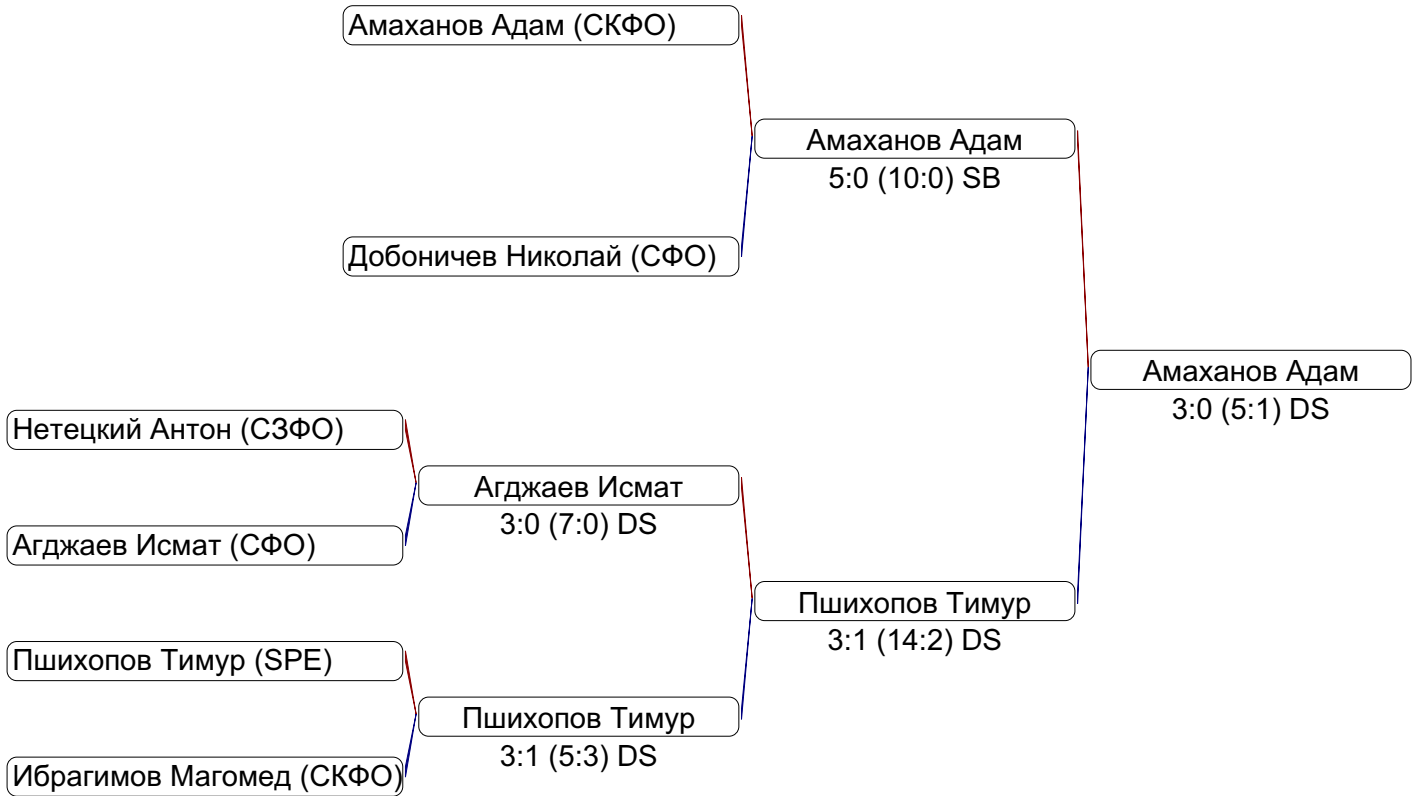 Амаханов Адам (СКФО)
Амаханов Адам
5:0 (10:0) SB
Добоничев Николай (СФО)
Амаханов Адам
3:0 (5:1) DS
Нетецкий Антон (СЗФО)
Агджаев Исмат
3:0 (7:0) DS
Агджаев Исмат (СФО)
Пшихопов Тимур
3:1 (14:2) DS
Пшихопов Тимур (SPE)
Пшихопов Тимур
3:1 (5:3) DS
Ибрагимов Магомед (СКФО)